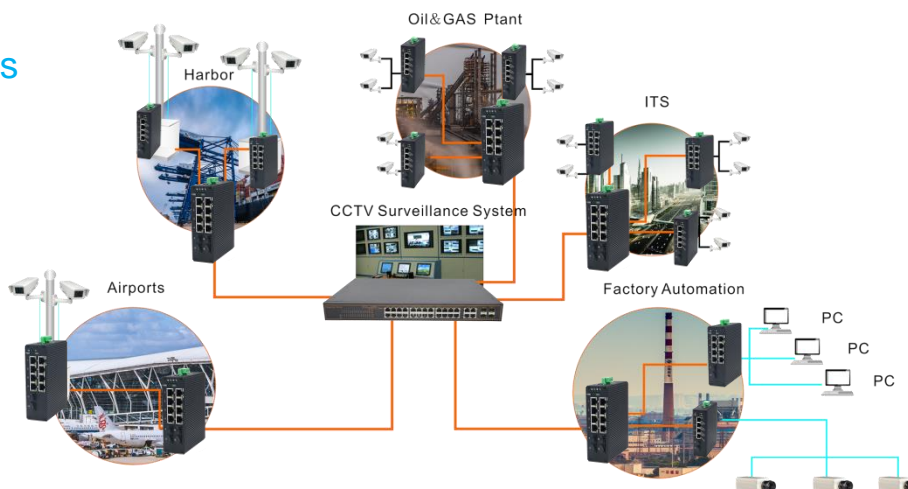 s
Oil&GAS Ptant
Harbor
ITS
CCTV Surveillance System
Airports
Factory Automation
PC
PC
PC